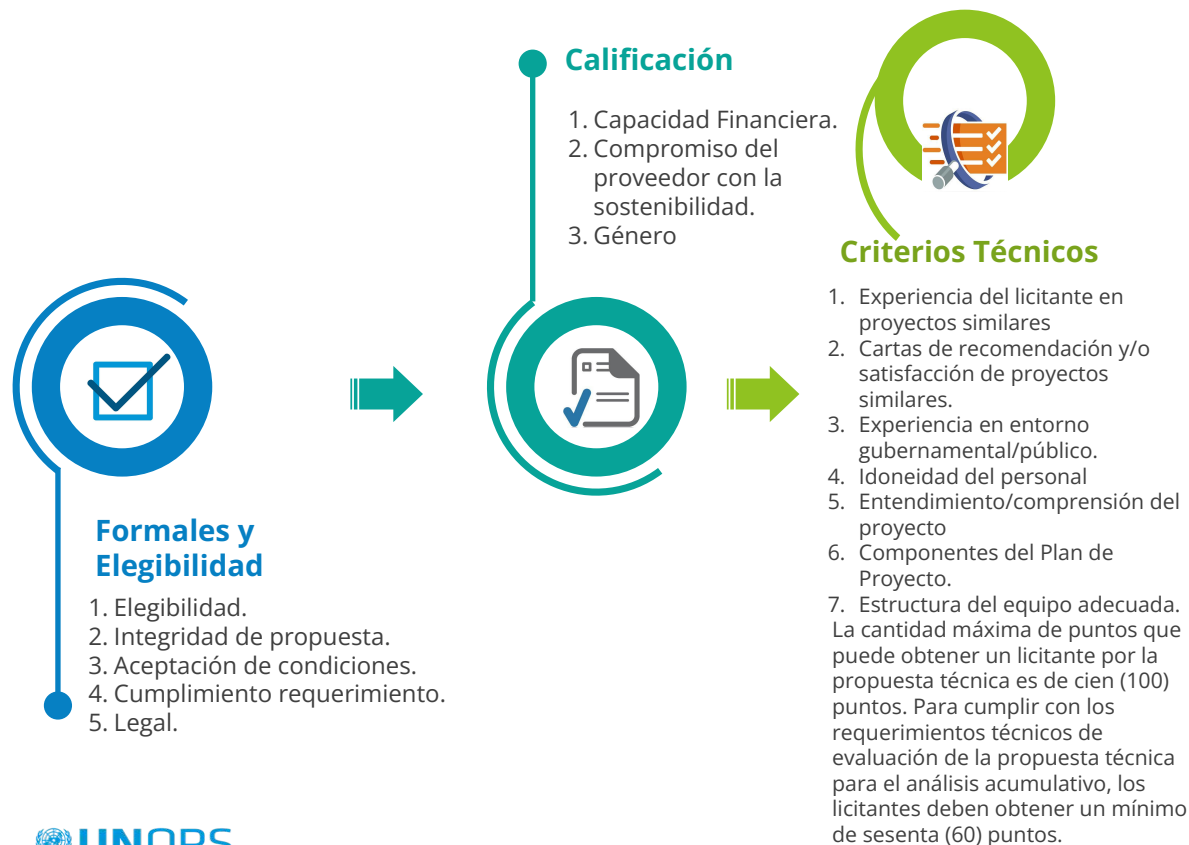 Formales y
Elegibilidad
1. Elegibilidad.
2. Integridad de propuesta.
3. Aceptación de condiciones.
4. Cumplimiento requerimiento.
5. Legal.
Calificación
1. Capacidad Financiera.
2. Compromiso del
proveedor con la
sostenibilidad.
3. Género
Criterios Técnicos
1. Experiencia del licitante en
proyectos similares
2. Cartas de recomendación y/o
satisfacción de proyectos
similares.
3. Experiencia en entorno
gubernamental/público.
4. Idoneidad del personal
5. Entendimiento/comprensión del
proyecto
6. Componentes del Plan de
Proyecto.
7. Estructura del equipo adecuada.
La cantidad máxima de puntos que
puede obtener un licitante por la
propuesta técnica es de cien (100)
puntos. Para cumplir con los
requerimientos técnicos de
evaluación de la propuesta técnica
para el análisis acumulativo, los
licitantes deben obtener un mínimo
de sesenta (60) puntos.
UNOPS